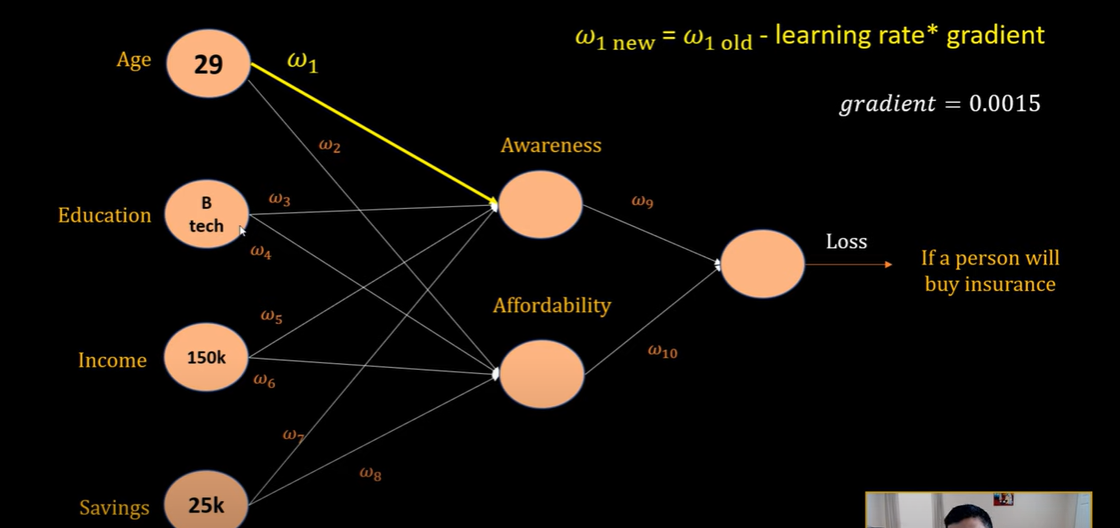 ω₁ new = ω₁ old - learning rate* gradient
gradient = 0.0015
Age
29
ω₁
ω₂
Awareness
Education
B
tech
ω₃
ω₄
ω₉
Loss
If a person will
buy insurance
Affordability
Income
150k
ω₅
ω₆
ω₁₀
ω₇
ω₈
Savings
25k